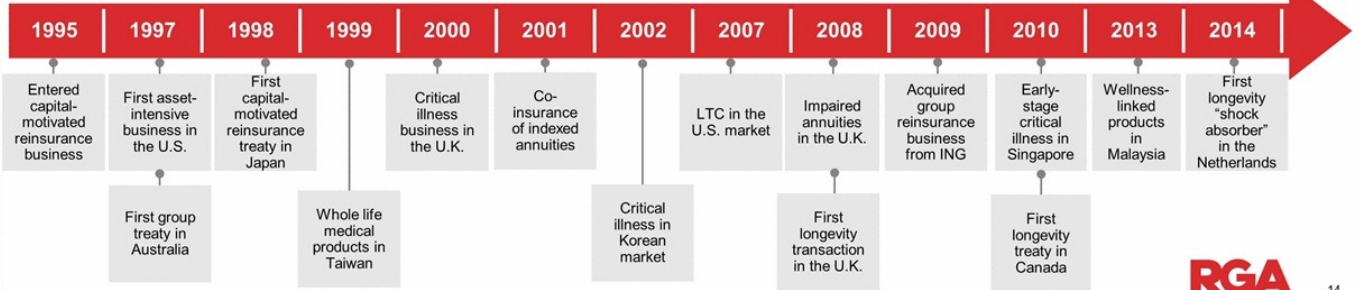 1995 1997 1998 1999 2000 2001 2002 2007 2008 2009 2010 2013 2014
Entered
capital-
motivated
reinsurance
business
First asset-
intensive
business in
the U.S.
First
capital-
motivated
reinsurance
treaty in
Japan
Critical
illness
business in
the U.K.
Co-
insurance
of indexed
annuities
LTC in the
U.S. market
Impaired
annuities
in the U.K.
Acquired
group
reinsurance
business
from ING
Early-
stage
critical
illness in
Singapore
Wellness-
linked
products
in
Malaysia
First
longevity
“shock
absorber”
in the
Netherlands
First group
treaty in
Australia
Whole life
medical
products in
Taiwan
Critical
illness in
Korean
market
First
longevity
transaction
in the U.K.
First
longevity
treaty in
Canada
RGA
14